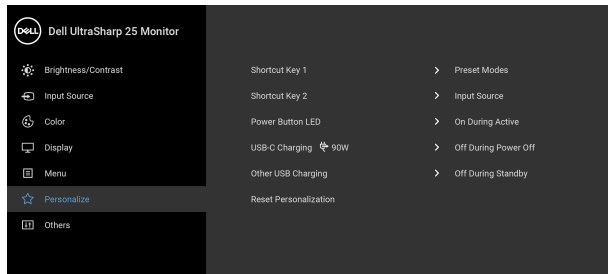 DELL Dell UltraSharp 25 Monitor
Brightness/Contrast
Input Source
Color
Display
Menu
Personalize
Others
Shortcut Key 1 > Preset Modes
Shortcut Key 2 > Input Source
Power Button LED > On During Active
USB-C Charging 90W > Off During Power Off
Other USB Charging > Off During Standby
Reset Personalization